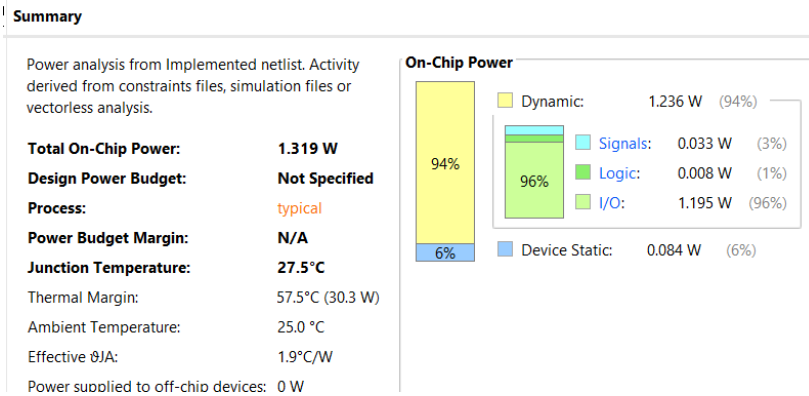 Summary
Power analysis from Implemented netlist. Activity
derived from constraints files, simulation files or
vectorless analysis.
Total On-Chip Power: 1.319 W
Design Power Budget: Not Specified
Process: typical
Power Budget Margin: N/A
Junction Temperature: 27.5°C
Thermal Margin: 57.5°C (30.3 W)
Ambient Temperature: 25.0 °C
Effective ϑJA: 1.9°C/W
Power supplied to off-chip devices: 0 W
On-Chip Power
Dynamic: 1.236 W (94%)
Signals: 0.033 W (3%)
94%
96%
Logic: 0.008 W (1%)
I/O: 1.195 W (96%)
6%
Device Static: 0.084 W (6%)